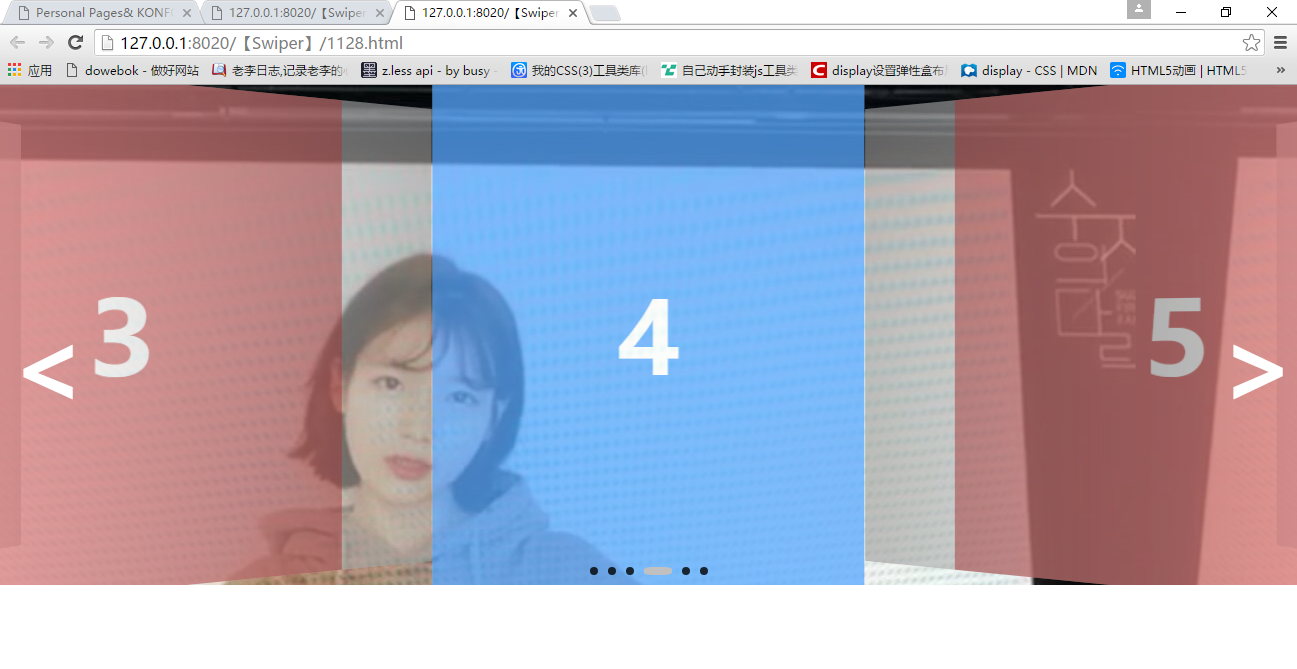 Personal Pages& KONF
127.0.0.1:8020/【Swiper
127.0.0.1:8020/【Swiper
127.0.0.1:8020/【Swiper】/1128.html
应用
dowebok - 做好网站
老李日志,记录老李的
z.less api - by busy
我的CSS(3)工具类库(
自己动手封装js工具类
display设置弹性盒布
display - CSS | MDN
HTML5动画 | HTML5
»
3
4
5
<
>